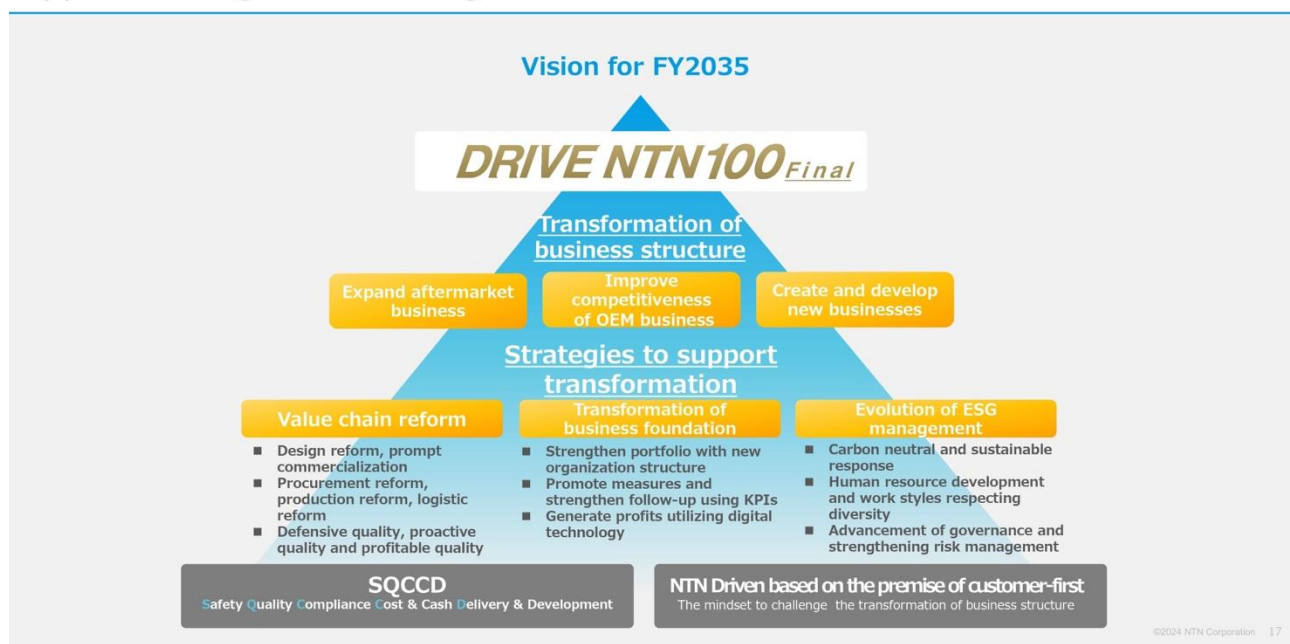 Vision for FY2035
DRIVE NTN100 Final
Transformation of
business structure
Expand aftermarket
business
Improve
competitiveness
of OEM business
Create and develop
new businesses
Strategies to support
transformation
Value chain reform
■ Design reform, prompt
commercialization
■ Procurement reform,
production reform, logistic
reform
■ Defensive quality, proactive
quality and profitable quality
Transformation of
business foundation
■ Strengthen portfolio with new
organization structure
■ Promote measures and
strengthen follow-up using KPIs
■ Generate profits utilizing digital
technology
Evolution of ESG
management
■ Carbon neutral and sustainable
response
■ Human resource development
and work styles respecting
diversity
■ Advancement of governance and
strengthening risk management
SQCCD
Safety Quality Compliance Cost & Cash Delivery & Development
NTN Driven based on the premise of customer-first
The mindset to challenge the transformation of business structure
©2024 NTN Corporation 17